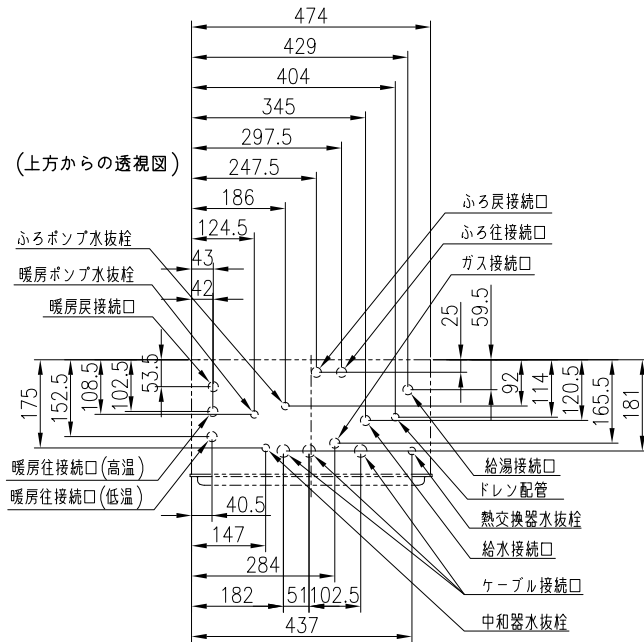 474
429
404
345
297.5
(上方からの透視図)
247.5
186
124.5
43
42
ふろポンプ水抜栓
暖房ポンプ水抜栓
暖房戻接続口
ふろ戻接続口
ふろ往接続口
ガス接続口
175
152.5
108.5
102.5
53.5
25
59.5
92
114
120.5
165.5
181
暖房往接続口(高温)
暖房往接続口(低温)
給湯接続口
ドレン配管
熱交換器水抜栓
給水接続口
ケーブル接続口
中和器水抜栓
40.5
147
284
182
51
102.5
437